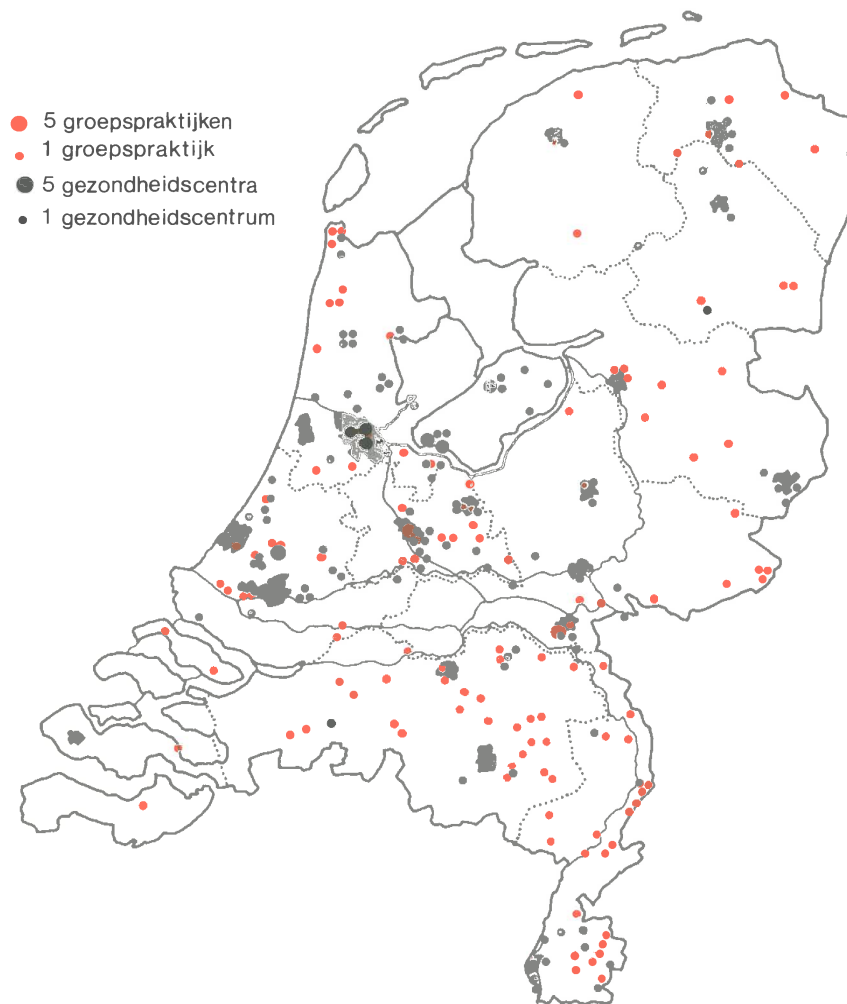 5 groepspraktijken
1 groepspraktijk
5 gezondheidscentra
1 gezondheidscentrum